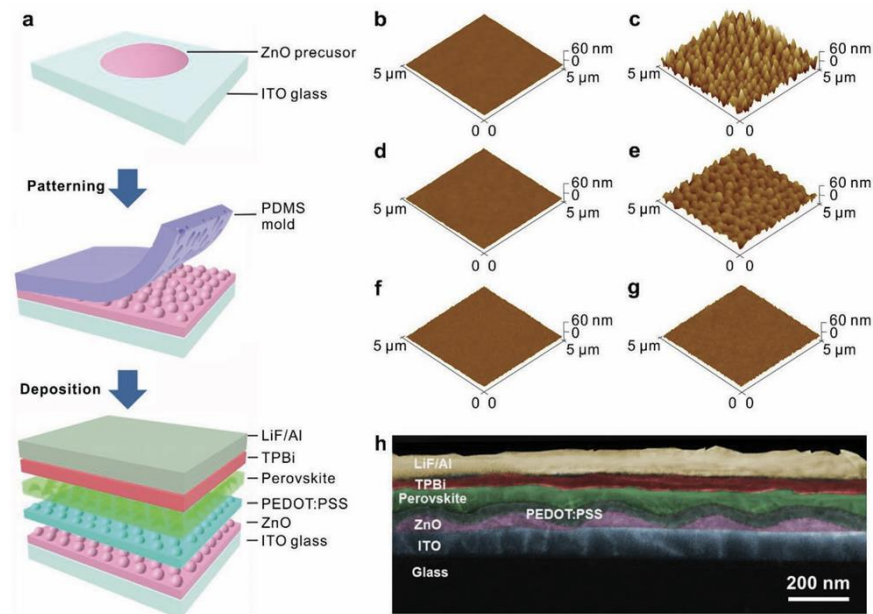 a
ZnO precusor
ITO glass
Patterning
PDMS
mold
Deposition
LiF/Al
TPBi
Perovskite
PEDOT:PSS
ZnO
ITO glass
b
60 nm
0
5 µm
5 µm
0 0
c
60 nm
0
5 µm
5 µm
0 0
d
60 nm
0
5 µm
5 µm
0 0
e
60 nm
0
5 µm
5 µm
0 0
f
60 nm
0
5 µm
5 µm
0 0
g
60 nm
0
5 µm
5 µm
0 0
h
LiF/Al
TPBi
Perovskite
PEDOT:PSS
ZnO
ITO
Glass
200 nm